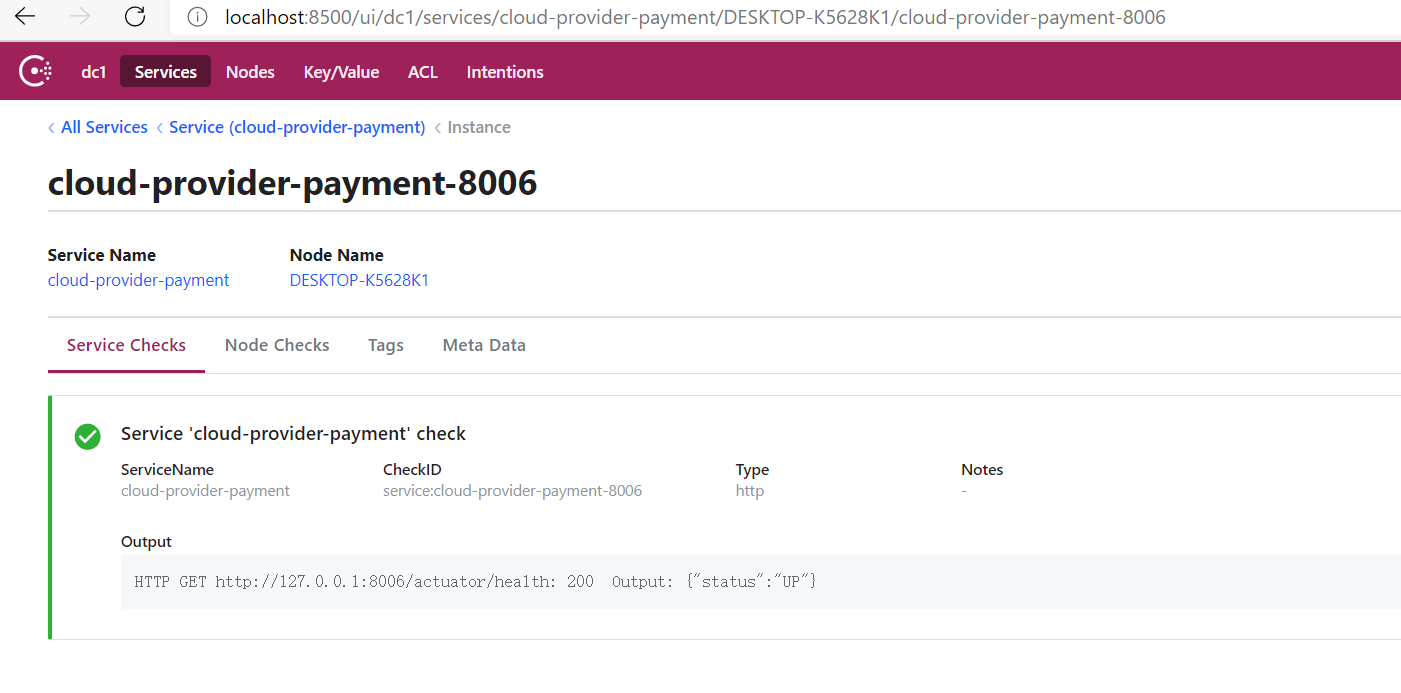 localhost:8500/ui/dc1/services/cloud-provider-payment/DESKTOP-K5628K1/cloud-provider-payment-8006
dc1 Services Nodes Key/Value ACL Intentions
All Services Service (cloud-provider-payment) Instance
cloud-provider-payment-8006
Service Name Node Name
cloud-provider-payment DESKTOP-K5628K1
Service Checks Node Checks Tags Meta Data
Service 'cloud-provider-payment' check
ServiceName CheckID Type Notes
cloud-provider-payment service:cloud-provider-payment-8006 http -
Output
HTTP GET http://127.0.0.1:8006/actuator/health: 200 Output: {"status":"UP"}